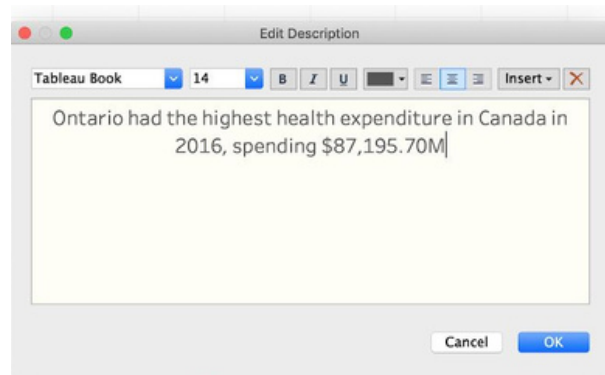 Edit Description
Tableau Book 14 B I U Insert
Ontario had the highest health expenditure in Canada in
2016, spending $87,195.70M
Cancel OK